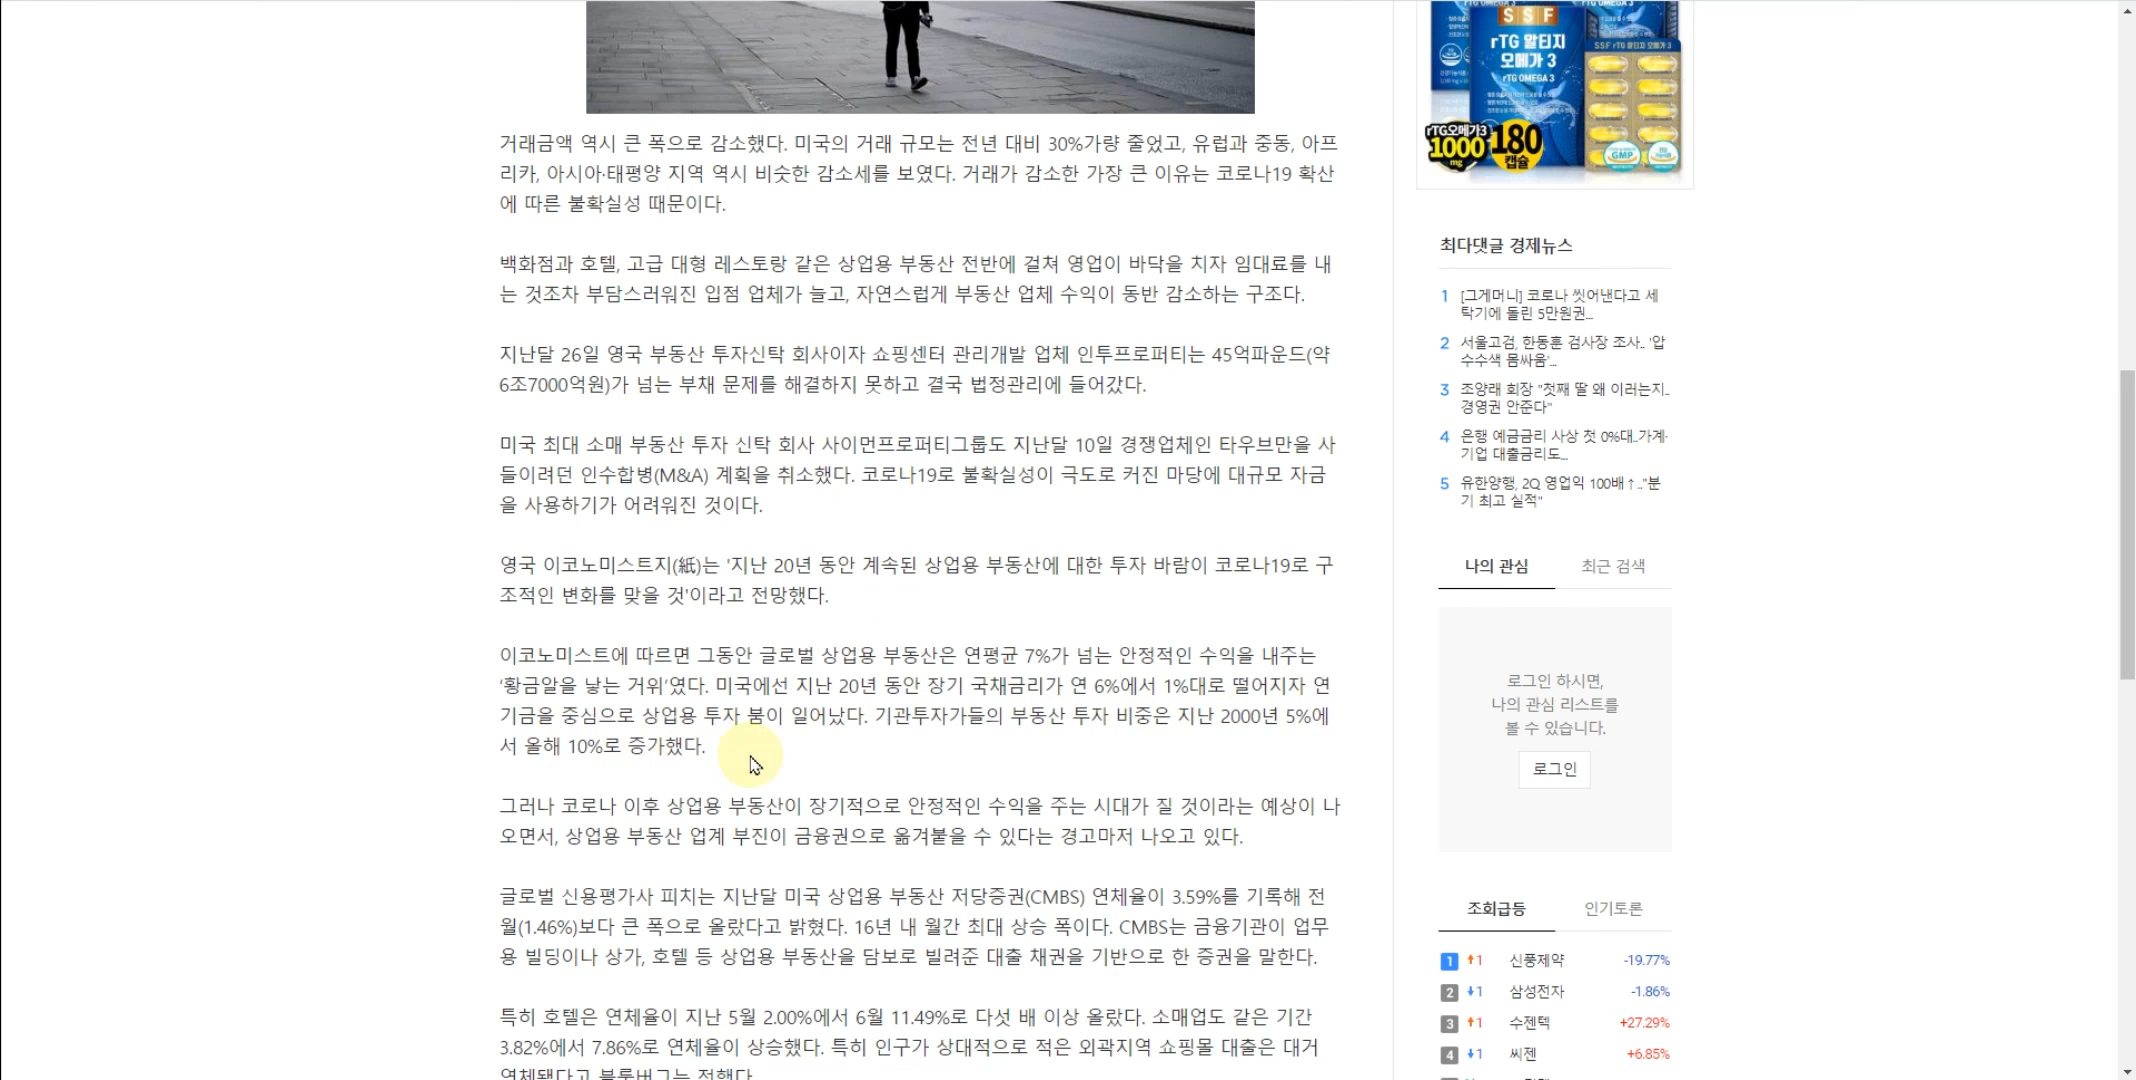 거래금액 역시 큰 폭으로 감소했다. 미국의 거래 규모는 전년 대비 30%가량 줄었고, 유럽과 중동, 아프
리카, 아시아·태평양 지역 역시 비슷한 감소세를 보였다. 거래가 감소한 가장 큰 이유는 코로나19 확산
에 따른 불확실성 때문이다.
백화점과 호텔, 고급 대형 레스토랑 같은 상업용 부동산 전반에 걸쳐 영업이 바닥을 치자 임대료를 내
는 것조차 부담스러워진 입점 업체가 늘고, 자연스럽게 부동산 업체 수익이 동반 감소하는 구조다.
지난달 26일 영국 부동산 투자신탁 회사이자 쇼핑센터 관리개발 업체 인투프로퍼티는 45억파운드(약
6조7000억원)가 넘는 부채 문제를 해결하지 못하고 결국 법정관리에 들어갔다.
미국 최대 소매 부동산 투자 신탁 회사 사이먼프로퍼티그룹도 지난달 10일 경쟁업체인 타우브만을 사
들이려던 인수합병(M&A) 계획을 취소했다. 코로나19로 불확실성이 극도로 커진 마당에 대규모 자금
을 사용하기가 어려워진 것이다.
영국 이코노미스트지(紙)는 '지난 20년 동안 계속된 상업용 부동산에 대한 투자 바람이 코로나19로 구
조적인 변화를 맞을 것'이라고 전망했다.
이코노미스트에 따르면 그동안 글로벌 상업용 부동산은 연평균 7%가 넘는 안정적인 수익을 내주는
‘황금알을 낳는 거위’였다. 미국에선 지난 20년 동안 장기 국채금리가 연 6%에서 1%대로 떨어지자 연
기금을 중심으로 상업용 투자 붐이 일어났다. 기관투자가들의 부동산 투자 비중은 지난 2000년 5%에
서 올해 10%로 증가했다.
그러나 코로나 이후 상업용 부동산이 장기적으로 안정적인 수익을 주는 시대가 질 것이라는 예상이 나
오면서, 상업용 부동산 업계 부진이 금융권으로 옮겨붙을 수 있다는 경고마저 나오고 있다.
글로벌 신용평가사 피치는 지난달 미국 상업용 부동산 저당증권(CMBS) 연체율이 3.59%를 기록해 전
월(1.46%)보다 큰 폭으로 올랐다고 밝혔다. 16년 내 월간 최대 상승 폭이다. CMBS는 금융기관이 업무
용 빌딩이나 상가, 호텔 등 상업용 부동산을 담보로 빌려준 대출 채권을 기반으로 한 증권을 말한다.
특히 호텔은 연체율이 지난 5월 2.00%에서 6월 11.49%로 다섯 배 이상 올랐다. 소매업도 같은 기간
3.82%에서 7.86%로 연체율이 상승했다. 특히 인구가 상대적으로 적은 외곽지역 쇼핑몰 대출은 대거
연체됐다고 블룸버그는 전했다
SSF
rTG 알티지
오메가 3
rTG OMEGA 3
SSF rTG 알티지 오메가 3
rTG오메가3
1000
mg
180
캡슐
GMP
최다댓글 경제뉴스
1 [그게머니] 코로나 씻어낸다고 세
탁기에 돌린 5만원권...
2 서울고검, 한동훈 검사장 조사.. '압
수수색 몸싸움'...
3 조양래 회장 "첫째 딸 왜 이러는지..
경영권 안준다"
4 은행 예금금리 사상 첫 0%대..가계·
기업 대출금리도...
5 유한양행, 2Q 영업익 100배↑.."분
기 최고 실적"
나의 관심 최근 검색
로그인 하시면,
나의 관심 리스트를
볼 수 있습니다.
로그인
조회급등 인기토론
1 ↑1 신풍제약 -19.77%
2 ↓1 삼성전자 -1.86%
3 ↑1 수젠텍 +27.29%
4 ↓1 씨젠 +6.85%